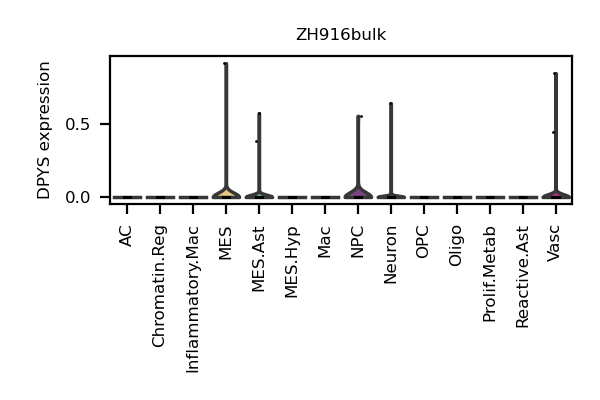 ZH916bulk
DPYS expression
0.5
0.0
AC
Chromatin.Reg
Inflammatory.Mac
MES
MES.Ast
MES.Hyp
Mac
NPC
Neuron
OPC
Oligo
Prolif.Metab
Reactive.Ast
Vasc